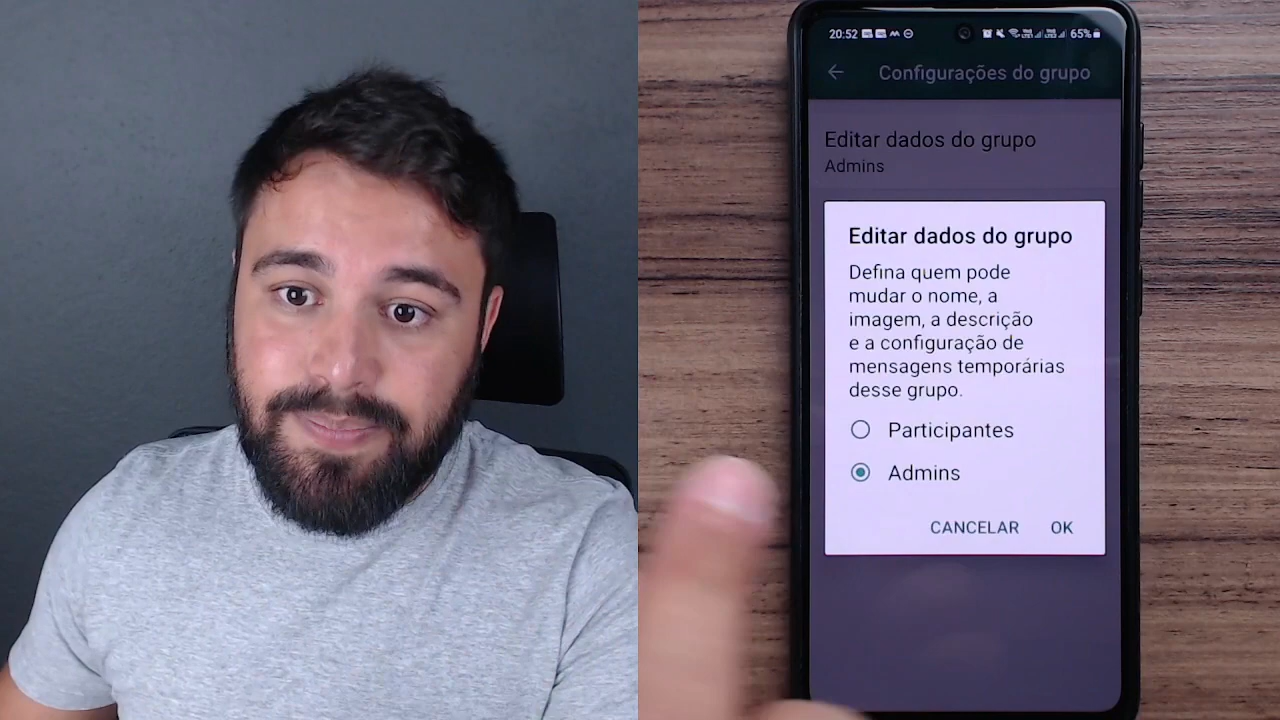 20:52
65%
Configurações do grupo
Editar dados do grupo
Admins
Editar dados do grupo
Defina quem pode
mudar o nome, a
imagem, a descrição
e a configuração de
mensagens temporárias
desse grupo.
Participantes
Admins
CANCELAR OK